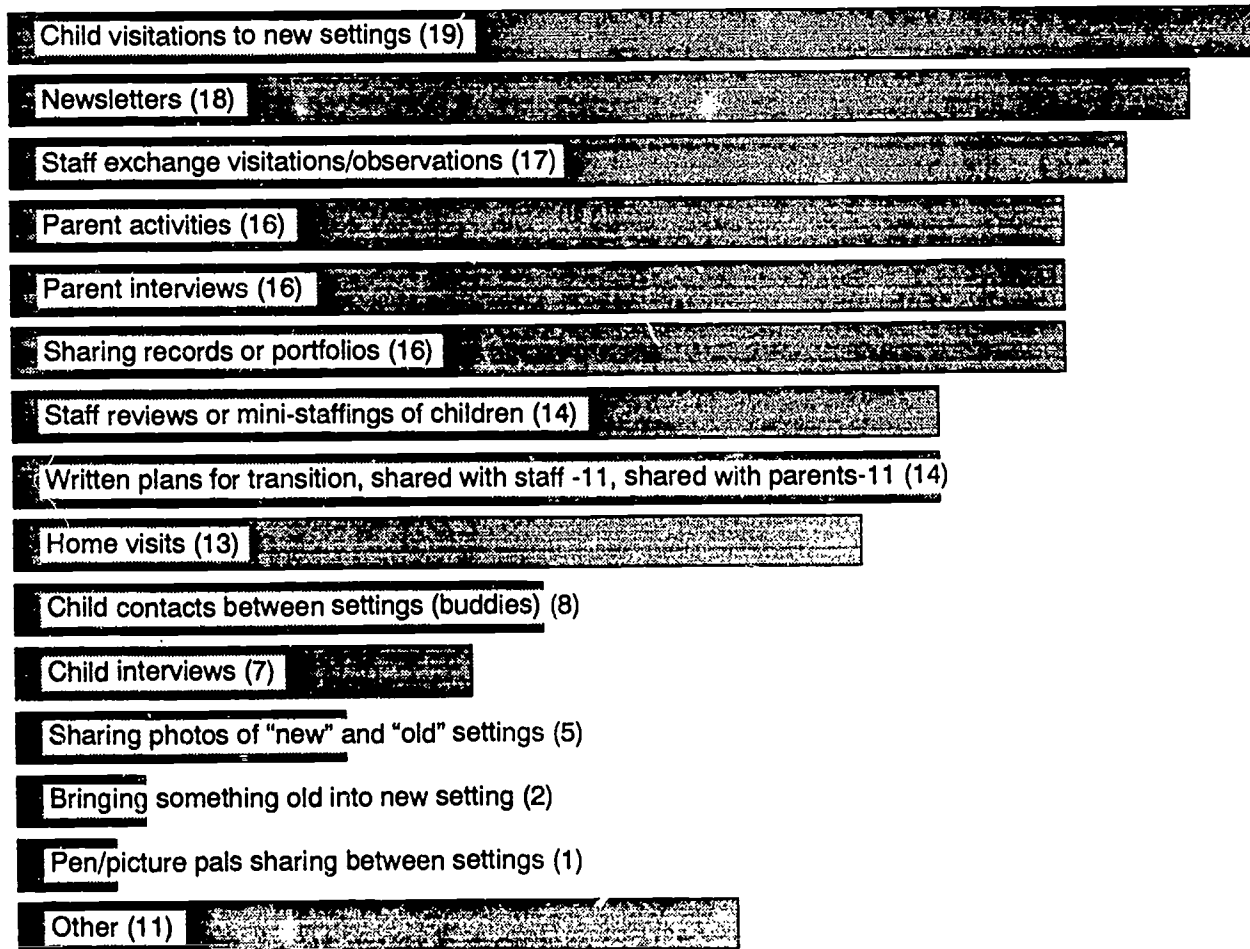 Child visitations to new settings (19)
Newsletters (18)
Staff exchange visitations/observations (17)
Parent activities (16)
Parent interviews (16)
Sharing records or portfolios (16)
Staff reviews or mini-staffings of children (14)
Written plans for transition, shared with staff -11, shared with parents-11 (14)
Home visits (13)
Child contacts between settings (buddies) (8)
Child interviews (7)
Sharing photos of “new” and “old” settings (5)
Bringing something old into new setting (2)
Pen/picture pals sharing between settings (1)
Other (11)